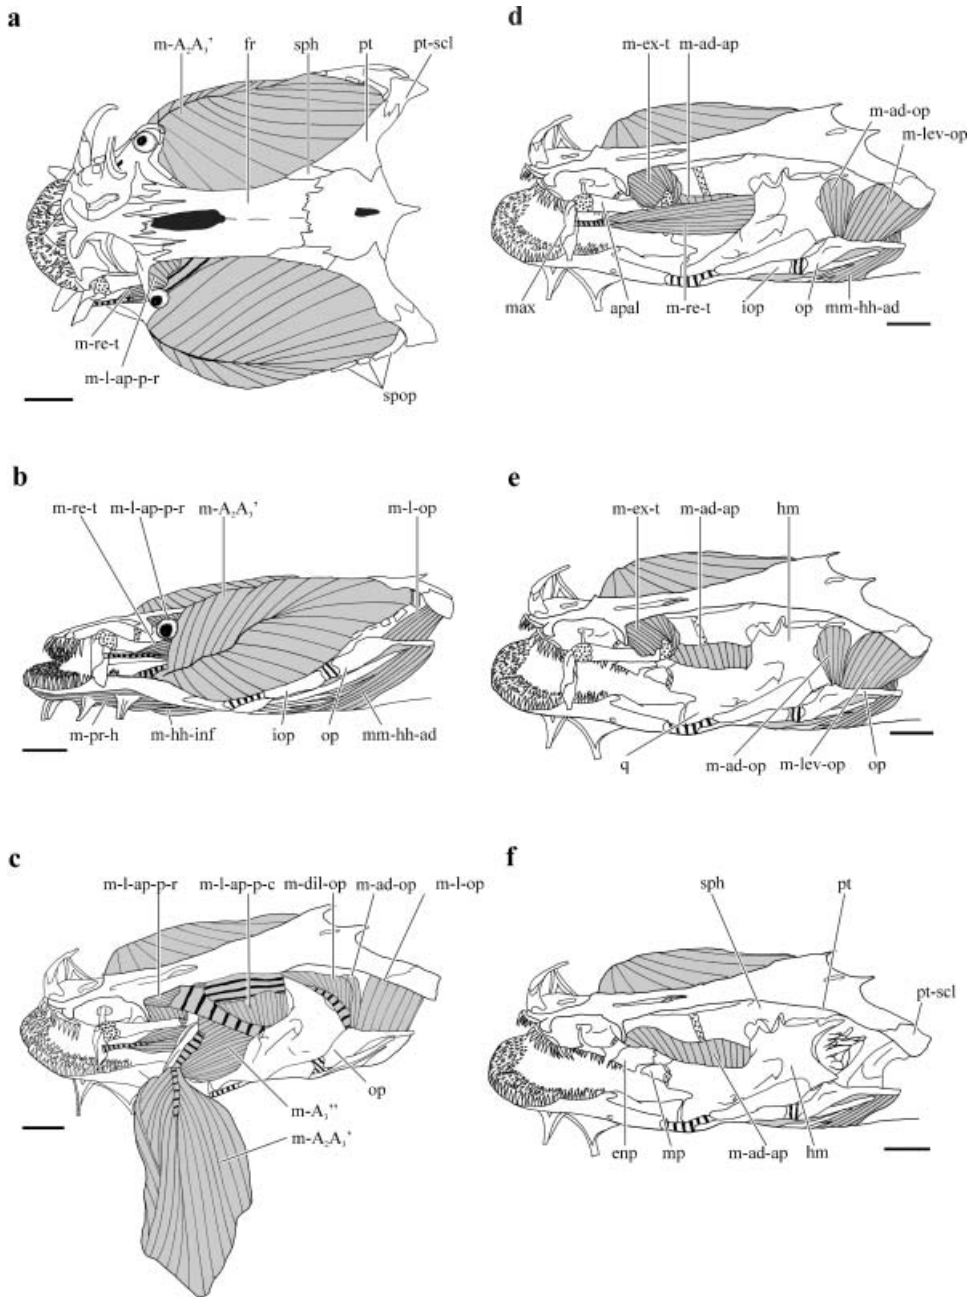 a
m-A₂A₃' fr sph pt pt-scl
m-re-t
m-l-ap-p-r
spop
b
m-re-t m-l-ap-p-r m-A₂A₃' m-l-op
m-pr-h m-hh-inf iop op mm-hh-ad
c
m-l-ap-p-r m-l-ap-p-c m-dil-op m-ad-op m-l-op
op
m-A₃''
m-A₂A₃'
d
m-ex-t m-ad-ap
m-ad-op
m-lev-op
max apal m-re-t iop op mm-hh-ad
e
m-ex-t m-ad-ap hm
q m-ad-op m-lev-op op
f
sph pt
pt-scl
enp mp m-ad-ap hm